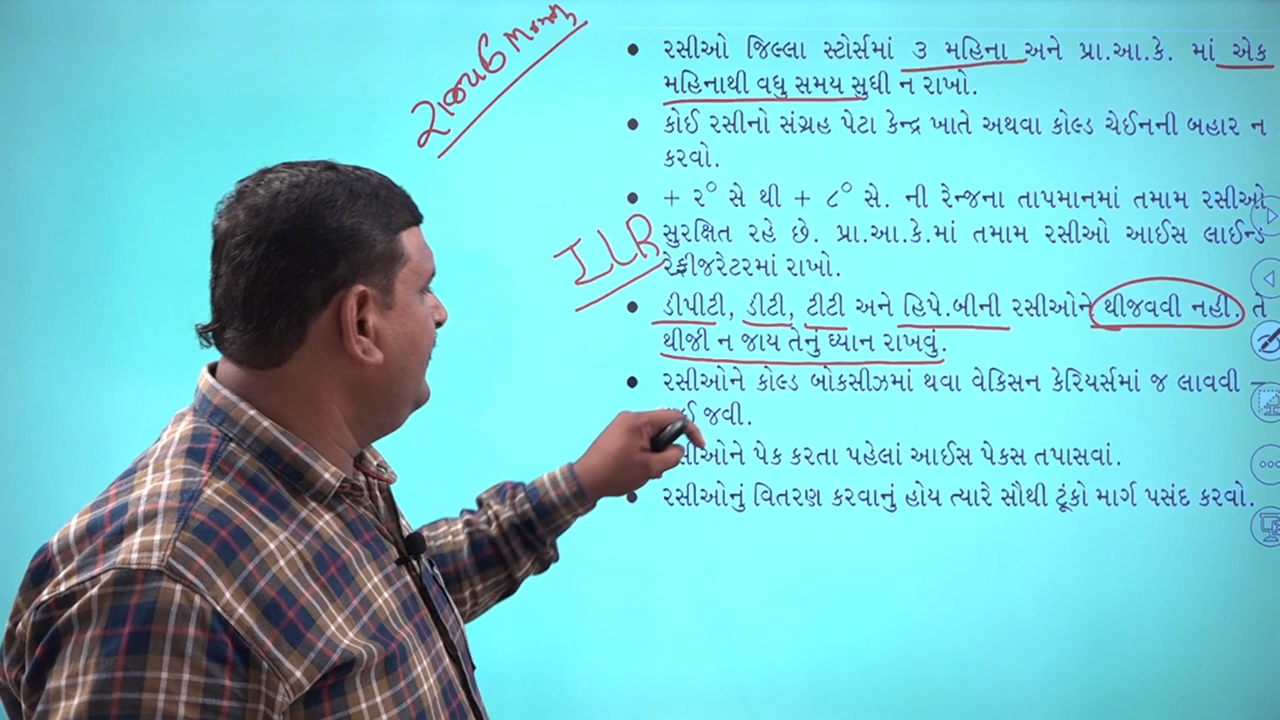 રાજ્ય 6 Month
• રસીઓ જિલ્લા સ્ટોર્સમાં ૩ મહિના અને પ્રા.આ.કે. માં એક
મહિનાથી વધુ સમય સુધી ન રાખો.
• કોઈ રસીનો સંગ્રહ પેટા કેન્દ્ર ખાતે અથવા કોલ્ડ ચેઈનની બહાર ન
કરવો.
• + ૨° સે થી + ૮° સે. ની રેન્જના તાપમાનમાં તમામ રસીઓ
ILR
સુરક્ષિત રહે છે. પ્રા.આ.કે.માં તમામ રસીઓ આઈસ લાઈન્ડ
રેફ્રીજરેટરમાં રાખો.
• ડીપીટી, ડીટી, ટીટી અને હિપે.બીની રસીઓને થીજવવી નહી. તે
થીજી ન જાય તેનું ધ્યાન રાખવું.
• રસીઓને કોલ્ડ બોકસીઝમાં થવા વેકિસન કેરિયર્સમાં જ લાવવી –
જવી.
પેક કરતા પહેલાં આઈસ પેકસ તપાસવાં.
• રસીઓનું વિતરણ કરવાનું હોય ત્યારે સૌથી ટૂંકો માર્ગ પસંદ કરવો.